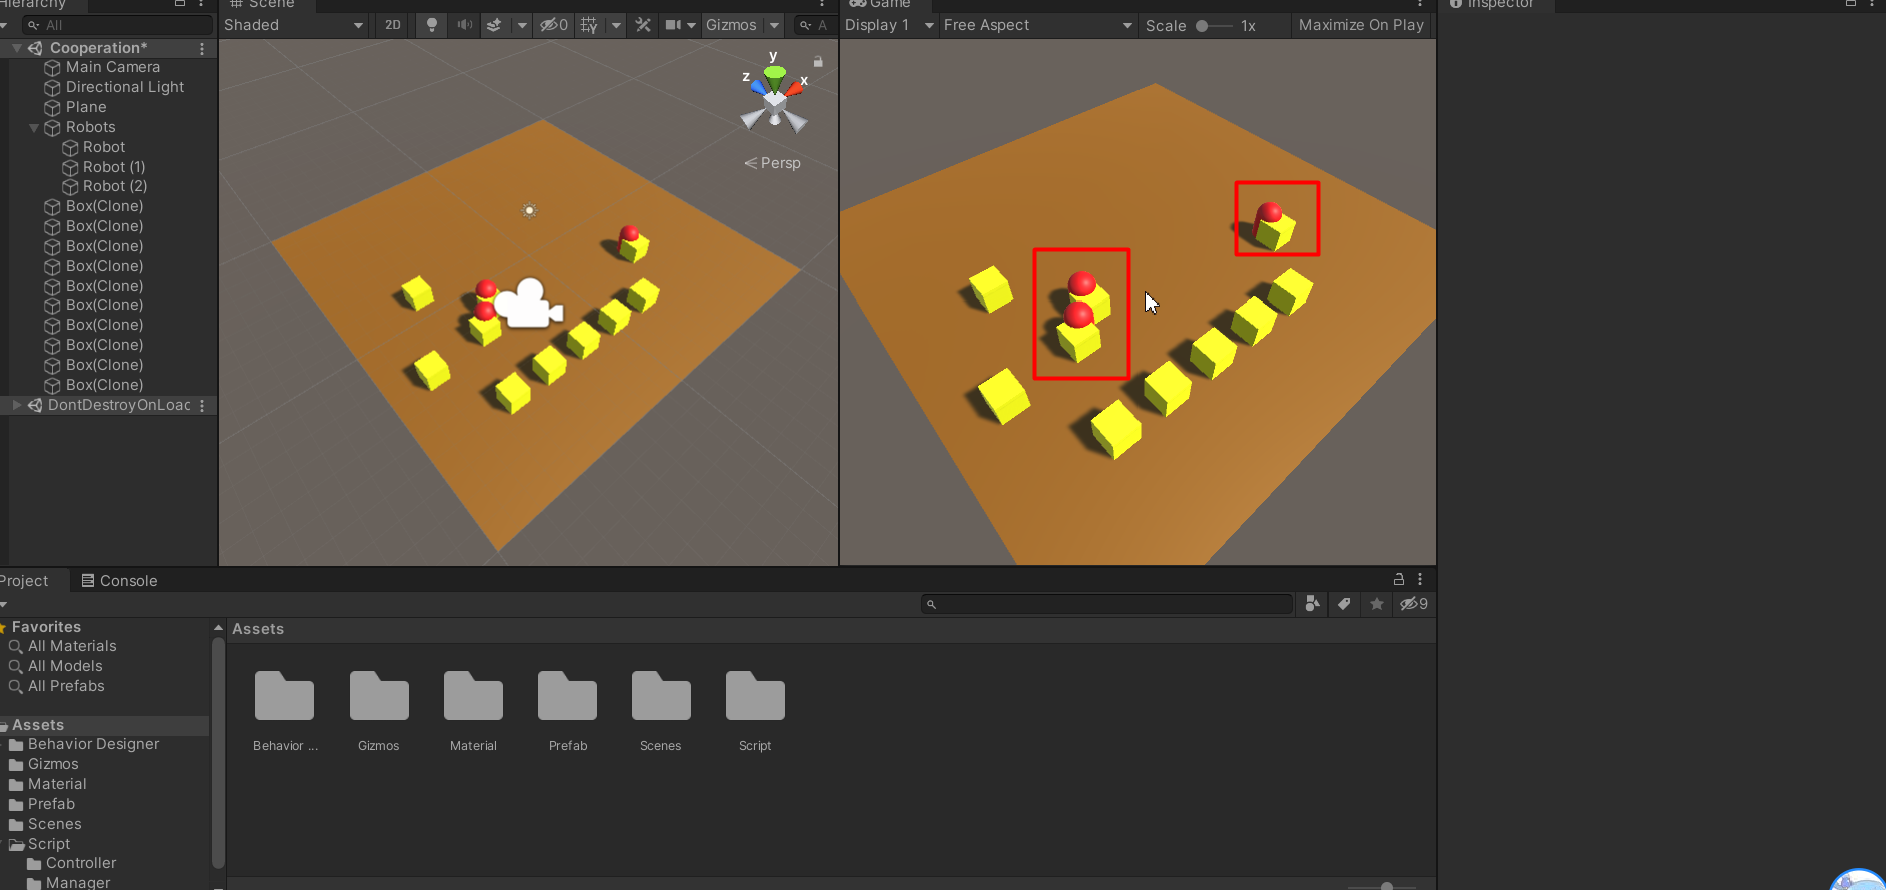 Hierarchy
All
Cooperation*
Main Camera
Directional Light
Plane
Robots
Robot
Robot (1)
Robot (2)
Box(Clone)
Box(Clone)
Box(Clone)
Box(Clone)
Box(Clone)
Box(Clone)
Box(Clone)
Box(Clone)
Box(Clone)
Box(Clone)
DontDestroyOnLoac
Scene
Shaded
2D
0
Gizmos
A
y
z
x
Persp
Game
Display 1
Free Aspect
Scale
1x
Maximize On Play
Inspector
Project
Console
9
Favorites
All Materials
All Models
All Prefabs
Assets
Behavior Designer
Gizmos
Material
Prefab
Scenes
Script
Controller
Manager
Assets
Behavior ...
Gizmos
Material
Prefab
Scenes
Script